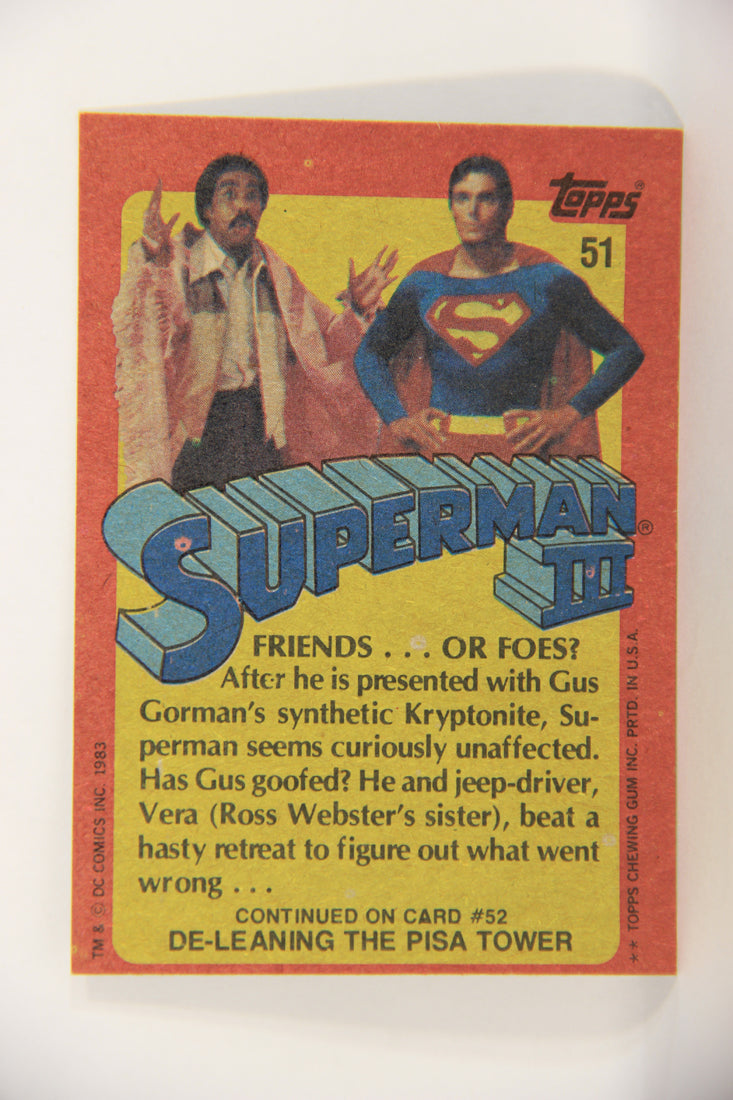 TOPPS®
51
S
SUPERMAN®
III
FRIENDS . . . OR FOES?
After he is presented with Gus
Gorman's synthetic Kryptonite, Su-
perman seems curiously unaffected.
Has Gus goofed? He and jeep-driver,
Vera (Ross Webster's sister), beat a
hasty retreat to figure out what went
wrong . . .
CONTINUED ON CARD #52
DE-LEANING THE PISA TOWER
TM & © DC COMICS INC. 1983
** TOPPS CHEWING GUM INC. PRTD. IN U.S.A.